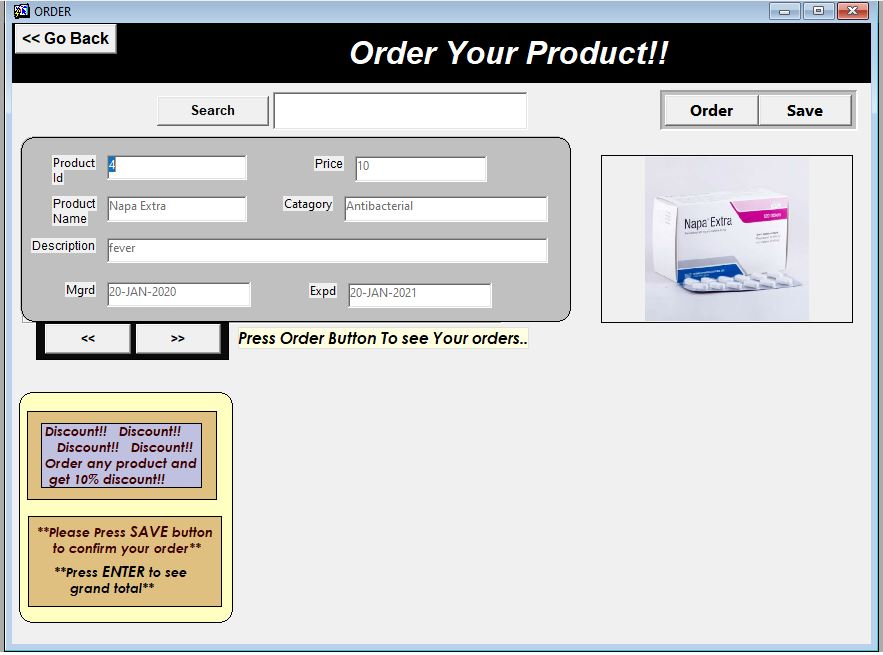 ORDER
<< Go Back
Order Your Product!!
Search
Order
Save
Product
Id
4
Price
10
Product
Name
Napa Extra
Catagory
Antibacterial
Description
fever
Mgrd
20-JAN-2020
Expd
20-JAN-2021
Napa Extra
<<
>>
Press Order Button To see Your orders..
Discount!! Discount!!
Discount!! Discount!!
Order any product and
get 10% discount!!
**Please Press SAVE button
to confirm your order**
**Press ENTER to see
grand total**